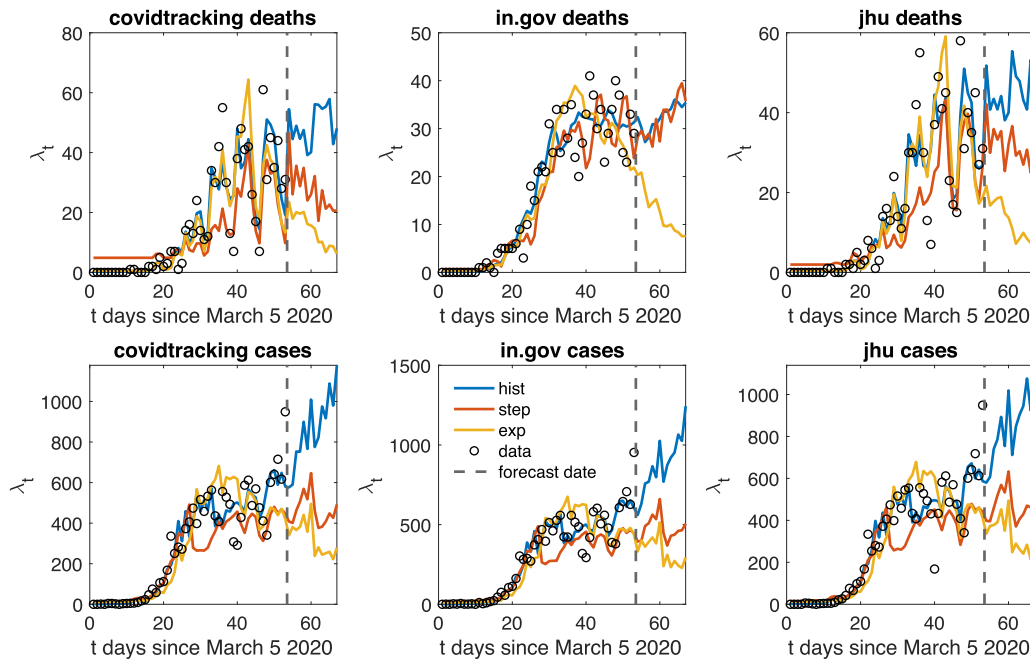 covidtracking deaths
in.gov deaths
jhu deaths
80
60
40
20
0
λt
0 20 40 60
t days since March 5 2020
50
40
30
20
10
0
λt
0 20 40 60
t days since March 5 2020
60
40
20
0
λt
0 20 40 60
t days since March 5 2020
covidtracking cases
in.gov cases
jhu cases
1000
800
600
400
200
0
λt
0 20 40 60
t days since March 5 2020
1500
1000
500
0
λt
hist
step
exp
data
forecast date
0 20 40 60
t days since March 5 2020
1000
800
600
400
200
0
λt
0 20 40 60
t days since March 5 2020